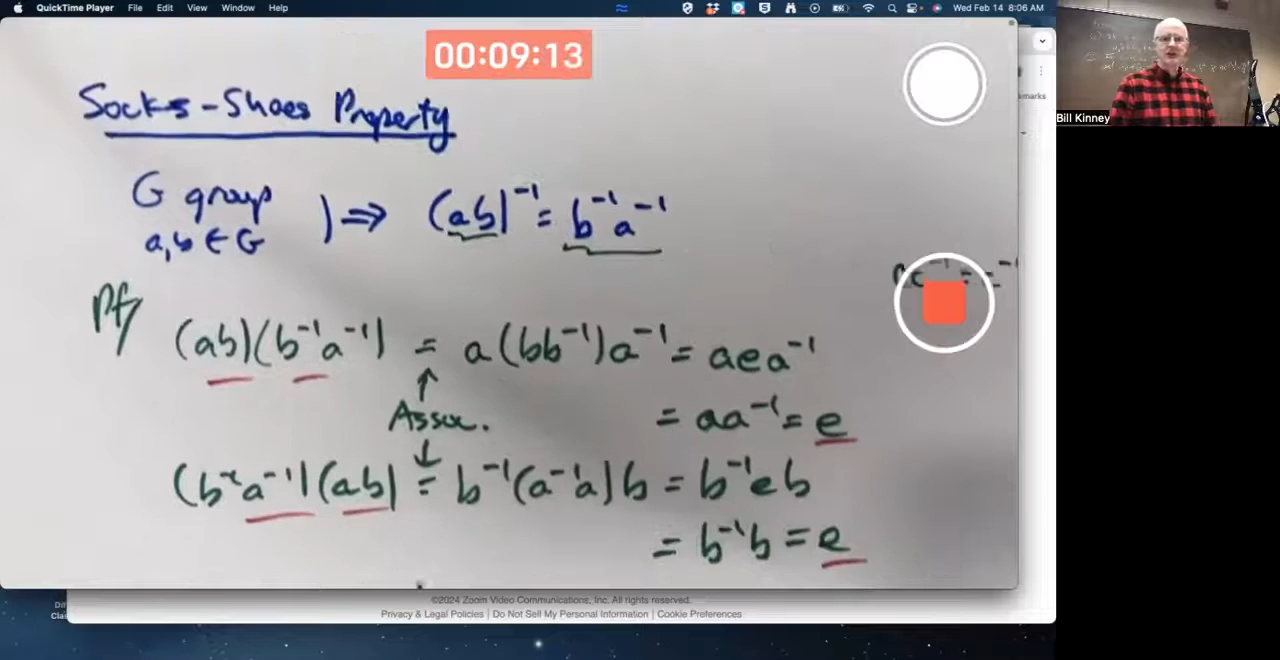 QuickTime Player File Edit View Window Help
Wed Feb 14 8:06 AM
00:09:13
marks
Bill Kinney
Socks-Shoes Property
G group
a, b ∈ G
) ⇒ (ab)⁻¹ = b⁻¹a⁻¹
Pf/
(ab)(b⁻¹a⁻¹) = a(bb⁻¹)a⁻¹ = aea⁻¹
↑
Assoc.
= aa⁻¹ = e
↓
(b⁻¹a⁻¹)(ab) = b⁻¹(a⁻¹a)b = b⁻¹eb
= b⁻¹b = e
©2024 Zoom Video Communications, Inc. All rights reserved.
Privacy & Legal Policies | Do Not Sell My Personal Information | Cookie Preferences